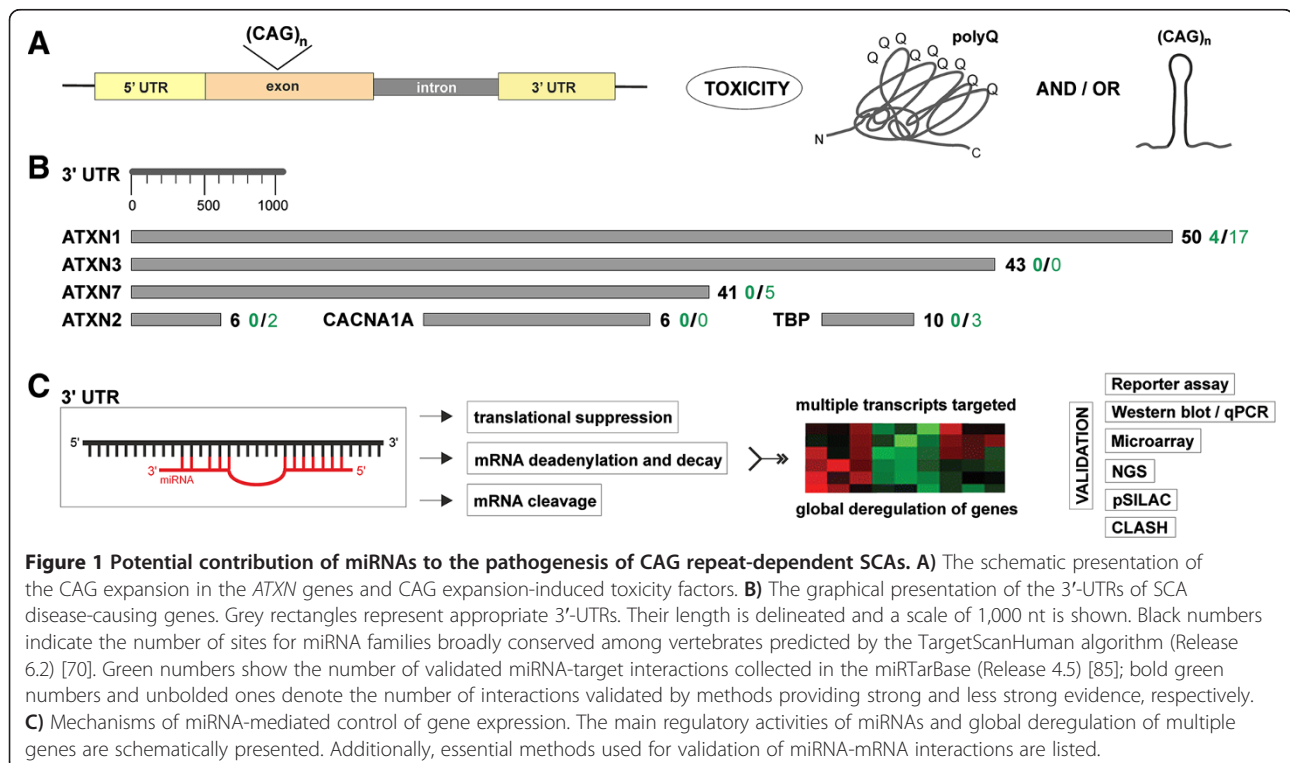 A
(CAG)n
5' UTR exon intron 3' UTR
TOXICITY
polyQ
Q Q Q Q Q Q Q Q Q Q
N
C
AND / OR
(CAG)n
B
3' UTR
0 500 1000
ATXN1 50 4/17
ATXN3 43 0/0
ATXN7 41 0/5
ATXN2 6 0/2 CACNA1A 6 0/0 TBP 10 0/3
C
3' UTR
5' 3'
3' 5'
miRNA
translational suppression
mRNA deadenylation and decay
mRNA cleavage
multiple transcripts targeted
global deregulation of genes
VALIDATION
Reporter assay
Western blot / qPCR
Microarray
NGS
pSILAC
CLASH
Figure 1 Potential contribution of miRNAs to the pathogenesis of CAG repeat-dependent SCAs. A) The schematic presentation of
the CAG expansion in the ATXN genes and CAG expansion-induced toxicity factors. B) The graphical presentation of the 3′-UTRs of SCA
disease-causing genes. Grey rectangles represent appropriate 3′-UTRs. Their length is delineated and a scale of 1,000 nt is shown. Black numbers
indicate the number of sites for miRNA families broadly conserved among vertebrates predicted by the TargetScanHuman algorithm (Release
6.2) [70]. Green numbers show the number of validated miRNA-target interactions collected in the miRTarBase (Release 4.5) [85]; bold green
numbers and unbolded ones denote the number of interactions validated by methods providing strong and less strong evidence, respectively.
C) Mechanisms of miRNA-mediated control of gene expression. The main regulatory activities of miRNAs and global deregulation of multiple
genes are schematically presented. Additionally, essential methods used for validation of miRNA-mRNA interactions are listed.